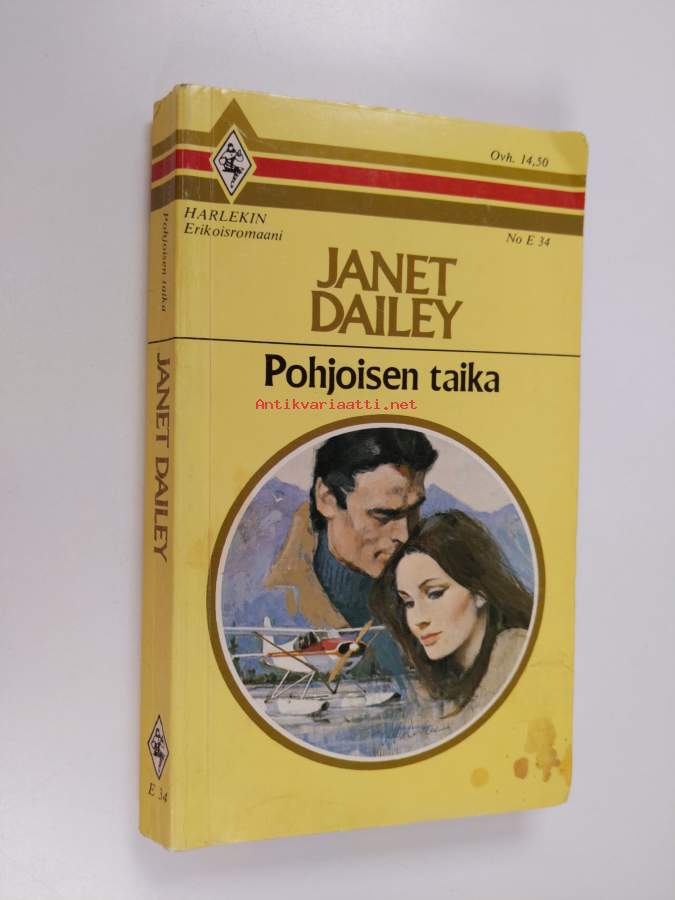 Ovh. 14,50
HARLEKIN
Erikoisromaani
No E 34
JANET
DAILEY
Pohjoisen taika
Antikvariaatti.net
Pohjoisen taika
JANET DAILEY
E 34